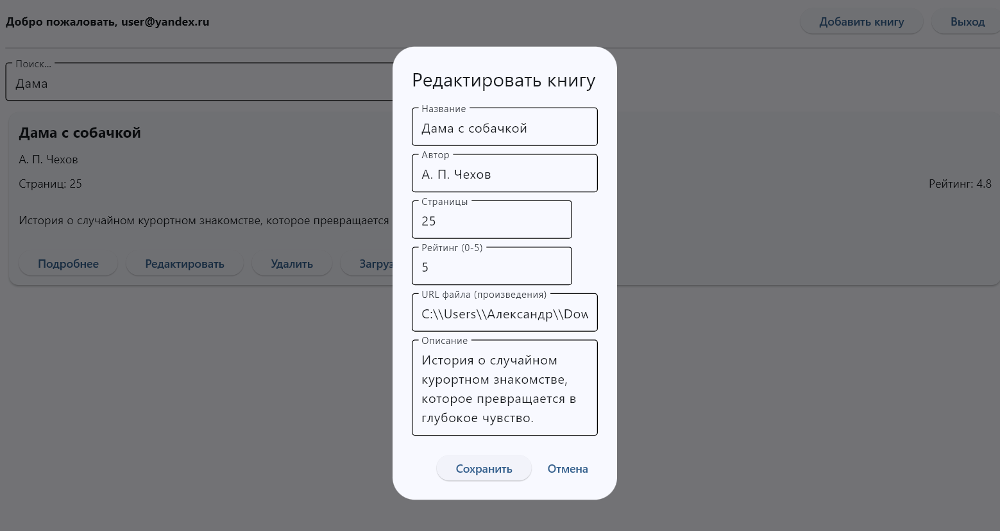 Добро пожаловать, user@yandex.ru
Добавить книгу
Выход
Поиск...
Дама
Дама с собачкой
А. П. Чехов
Страниц: 25
Рейтинг: 4.8
История о случайном курортном знакомстве, которое превращается
Подробнее
Редактировать
Удалить
Загруз
Редактировать книгу
Название
Дама с собачкой
Автор
А. П. Чехов
Страницы
25
Рейтинг (0-5)
5
URL файла (произведения)
C:\\Users\\Александр\\Dow
Описание
История о случайном
курортном знакомстве,
которое превращается в
глубокое чувство.
Сохранить
Отмена